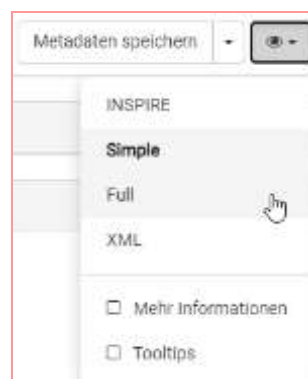 Metadaten speichern
INSPIRE
Simple
Full
XML
Mehr Informationen
Tooltips